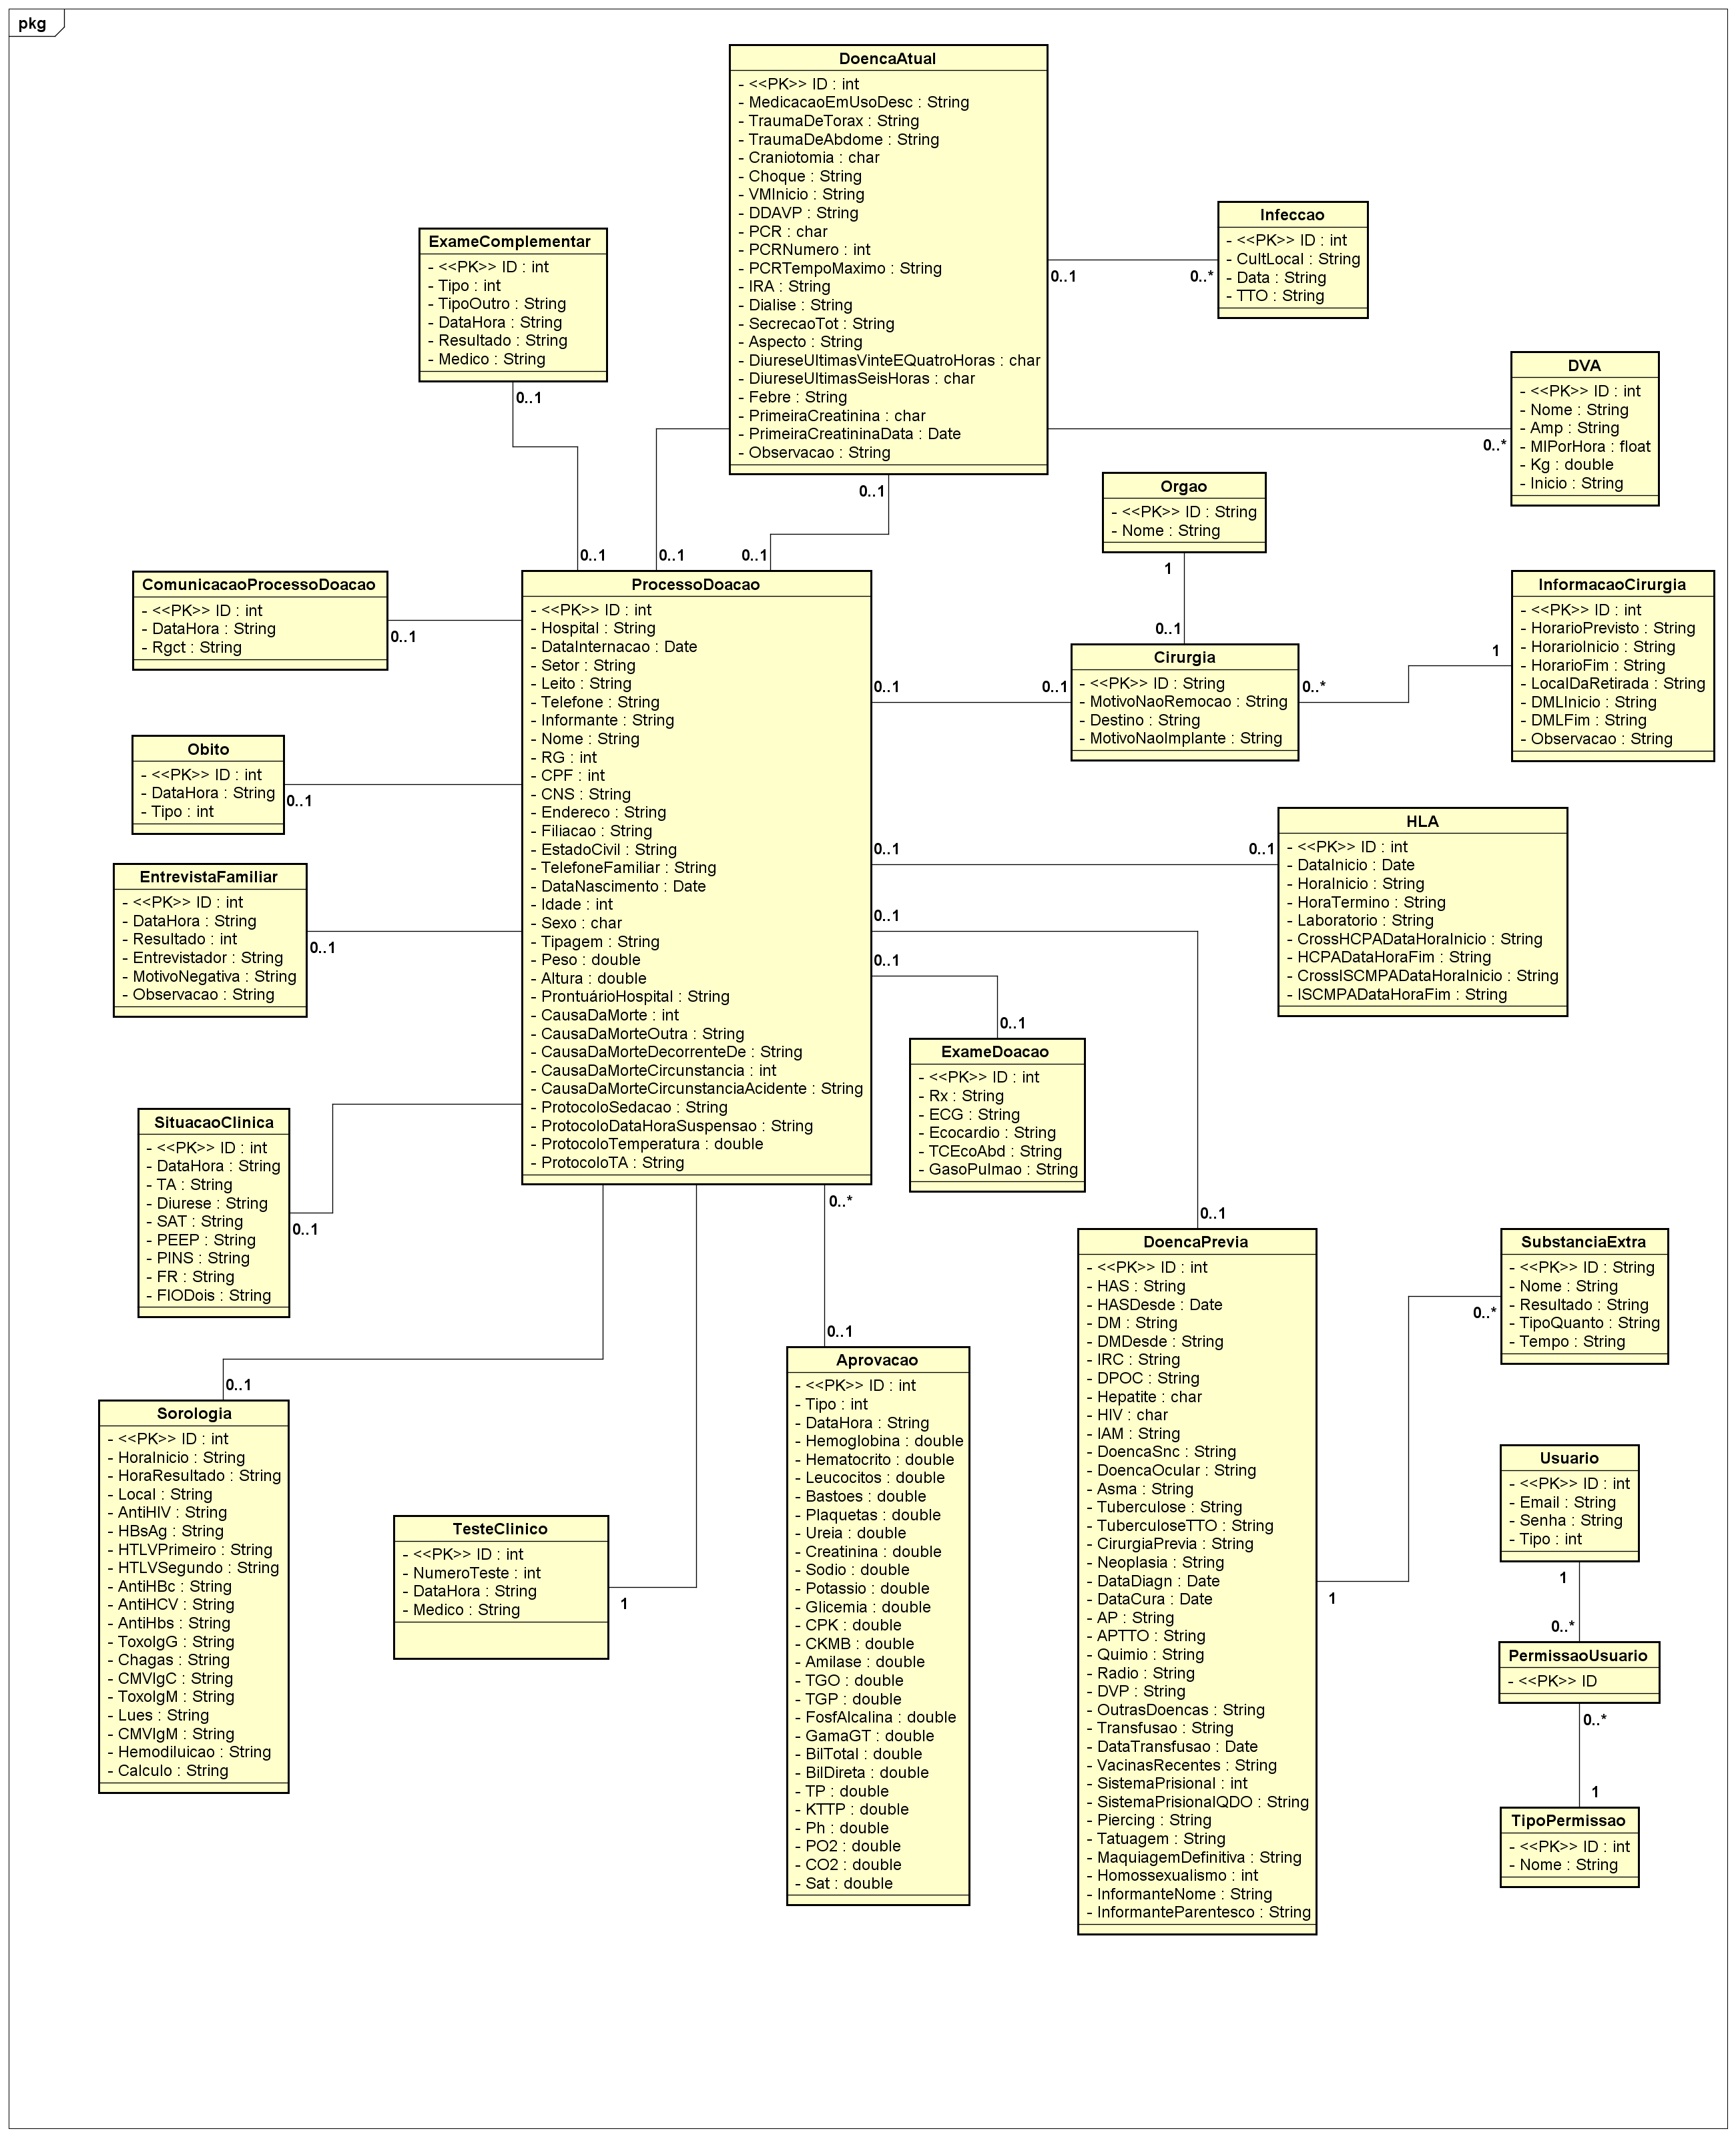 pkg
DoencaAtual
- <<PK>> ID : int
- MedicacaoEmUsoDesc : String
- TraumaDeTorax : String
- TraumaDeAbdome : String
- Craniotomia : char
- Choque : String
- VMInicio : String
- DDAVP : String
- PCR : char
- PCRNumero : int
- PCRTempoMaximo : String
- IRA : String
- Dialise : String
- SecrecaoTot : String
- Aspecto : String
- DiureseUltimasVinteEQuatroHoras : char
- DiureseUltimasSeisHoras : char
- Febre : String
- PrimeiraCreatinina : char
- PrimeiraCreatininaData : Date
- Observacao : String
0..1
0..*
0..*
0..1
Infeccao
- <<PK>> ID : int
- CultLocal : String
- Data : String
- TTO : String
ExameComplementar
- <<PK>> ID : int
- Tipo : int
- TipoOutro : String
- DataHora : String
- Resultado : String
- Medico : String
0..1
DVA
- <<PK>> ID : int
- Nome : String
- Amp : String
- MlPorHora : float
- Kg : double
- Inicio : String
Orgao
- <<PK>> ID : String
- Nome : String
1
0..1
0..1
0..1
0..1
ComunicacaoProcessoDoacao
- <<PK>> ID : int
- DataHora : String
- Rgct : String
0..1
ProcessoDoacao
- <<PK>> ID : int
- Hospital : String
- DataInternacao : Date
- Setor : String
- Leito : String
- Telefone : String
- Informante : String
- Nome : String
- RG : int
- CPF : int
- CNS : String
- Endereco : String
- Filiacao : String
- EstadoCivil : String
- TelefoneFamiliar : String
- DataNascimento : Date
- Idade : int
- Sexo : char
- Tipagem : String
- Peso : double
- Altura : double
- ProntuárioHospital : String
- CausaDaMorte : int
- CausaDaMorteOutra : String
- CausaDaMorteDecorrenteDe : String
- CausaDaMorteCircunstancia : int
- CausaDaMorteCircunstanciaAcidente : String
- ProtocoloSedacao : String
- ProtocoloDataHoraSuspensao : String
- ProtocoloTemperatura : double
- ProtocoloTA : String
0..1
0..1
Cirurgia
- <<PK>> ID : String
- MotivoNaoRemocao : String
- Destino : String
- MotivoNaoImplante : String
0..*
1
InformacaoCirurgia
- <<PK>> ID : int
- HorarioPrevisto : String
- HorarioInicio : String
- HorarioFim : String
- LocalDaRetirada : String
- DMLInicio : String
- DMLFim : String
- Observacao : String
Obito
- <<PK>> ID : int
- DataHora : String
- Tipo : int
0..1
0..1
0..1
HLA
- <<PK>> ID : int
- DataInicio : Date
- HoraInicio : String
- HoraTermino : String
- Laboratorio : String
- CrossHCPADataHoraInicio : String
- HCPADataHoraFim : String
- CrossISCMPADataHoraInicio : String
- ISCMPADataHoraFim : String
EntrevistaFamiliar
- <<PK>> ID : int
- DataHora : String
- Resultado : int
- Entrevistador : String
- MotivoNegativa : String
- Observacao : String
0..1
0..1
0..1
0..1
ExameDoacao
- <<PK>> ID : int
- Rx : String
- ECG : String
- Ecocardio : String
- TCEcoAbd : String
- GasoPulmao : String
SituacaoClinica
- <<PK>> ID : int
- DataHora : String
- TA : String
- Diurese : String
- SAT : String
- PEEP : String
- PINS : String
- FR : String
- FIODois : String
0..1
0..*
0..1
0..1
DoencaPrevia
- <<PK>> ID : int
- HAS : String
- HASDesde : Date
- DM : String
- DMDesde : String
- IRC : String
- DPOC : String
- Hepatite : char
- HIV : char
- IAM : String
- DoencaSnc : String
- DoencaOcular : String
- Asma : String
- Tuberculose : String
- TuberculoseTTO : String
- CirurgiaPrevia : String
- Neoplasia : String
- DataDiagn : Date
- DataCura : Date
- AP : String
- APTTO : String
- Quimio : String
- Radio : String
- DVP : String
- OutrasDoencas : String
- Transfusao : String
- DataTransfusao : Date
- VacinasRecentes : String
- SistemaPrisional : int
- SistemaPrisionalQDO : String
- Piercing : String
- Tatuagem : String
- MaquiagemDefinitiva : String
- Homossexualismo : int
- InformanteNome : String
- InformanteParentesco : String
1
0..*
SubstanciaExtra
- <<PK>> ID : String
- Nome : String
- Resultado : String
- TipoQuanto : String
- Tempo : String
Aprovacao
- <<PK>> ID : int
- Tipo : int
- DataHora : String
- Hemoglobina : double
- Hematocrito : double
- Leucocitos : double
- Bastoes : double
- Plaquetas : double
- Ureia : double
- Creatinina : double
- Sodio : double
- Potassio : double
- Glicemia : double
- CPK : double
- CKMB : double
- Amilase : double
- TGO : double
- TGP : double
- FosfAlcalina : double
- GamaGT : double
- BilTotal : double
- BilDireta : double
- TP : double
- KTTP : double
- Ph : double
- PO2 : double
- CO2 : double
- Sat : double
0..1
Sorologia
- <<PK>> ID : int
- HoraInicio : String
- HoraResultado : String
- Local : String
- AntiHIV : String
- HBsAg : String
- HTLVPrimeiro : String
- HTLVSegundo : String
- AntiHBc : String
- AntiHCV : String
- AntiHbs : String
- ToxoIgG : String
- Chagas : String
- CMVIgC : String
- ToxoIgM : String
- Lues : String
- CMVIgM : String
- Hemodiluicao : String
- Calculo : String
TesteClinico
- <<PK>> ID : int
- NumeroTeste : int
- DataHora : String
- Medico : String
1
Usuario
- <<PK>> ID : int
- Email : String
- Senha : String
- Tipo : int
1
0..*
PermissaoUsuario
- <<PK>> ID
0..*
1
TipoPermissao
- <<PK>> ID : int
- Nome : String